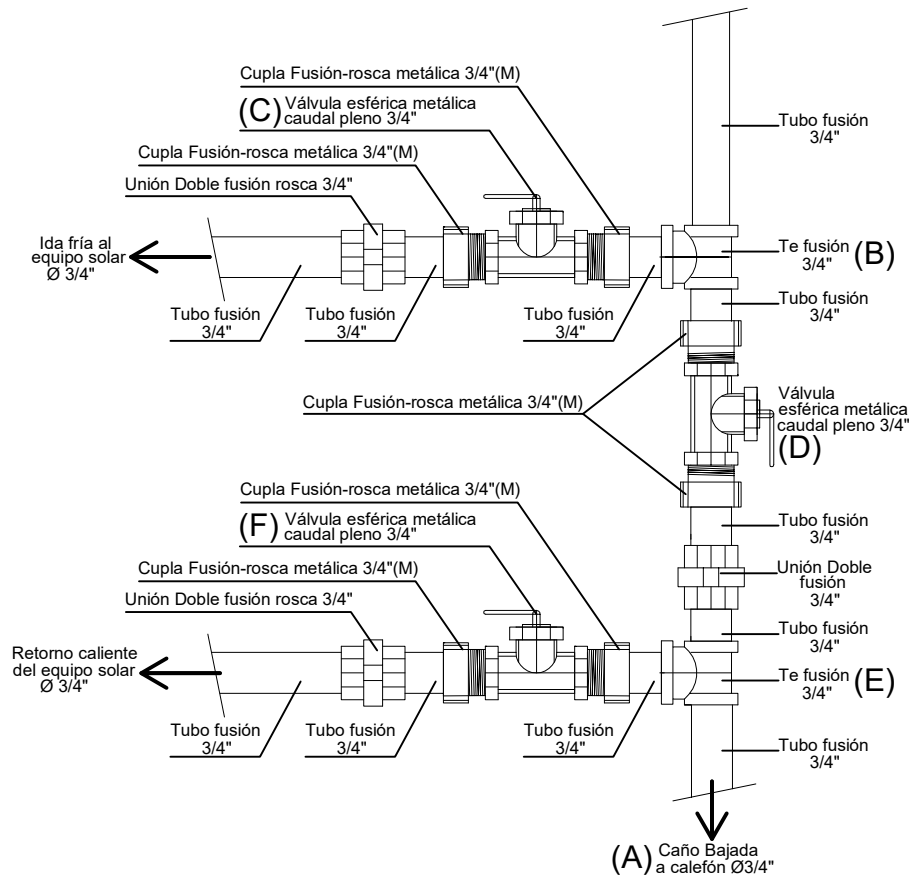 Cupla Fusión-rosca metálica 3/4"(M)
(C) Válvula esférica metálica
caudal pleno 3/4"
Cupla Fusión-rosca metálica 3/4"(M)
Unión Doble fusión rosca 3/4"
Tubo fusión
3/4"
Ida fría al
equipo solar
Ø 3/4"
Te fusión
3/4" (B)
Tubo fusión
3/4"
Tubo fusión
3/4"
Tubo fusión
3/4"
Tubo fusión
3/4"
Cupla Fusión-rosca metálica 3/4"(M)
Válvula
esférica metálica
caudal pleno 3/4"
(D)
Cupla Fusión-rosca metálica 3/4"(M)
(F) Válvula esférica metálica
caudal pleno 3/4"
Cupla Fusión-rosca metálica 3/4"(M)
Unión Doble fusión rosca 3/4"
Tubo fusión
3/4"
Unión Doble
fusión
3/4"
Tubo fusión
3/4"
Retorno caliente
del equipo solar
Ø 3/4"
Te fusión
3/4" (E)
Tubo fusión
3/4"
Tubo fusión
3/4"
Tubo fusión
3/4"
Tubo fusión
3/4"
(A) Caño Bajada
a calefón Ø3/4"